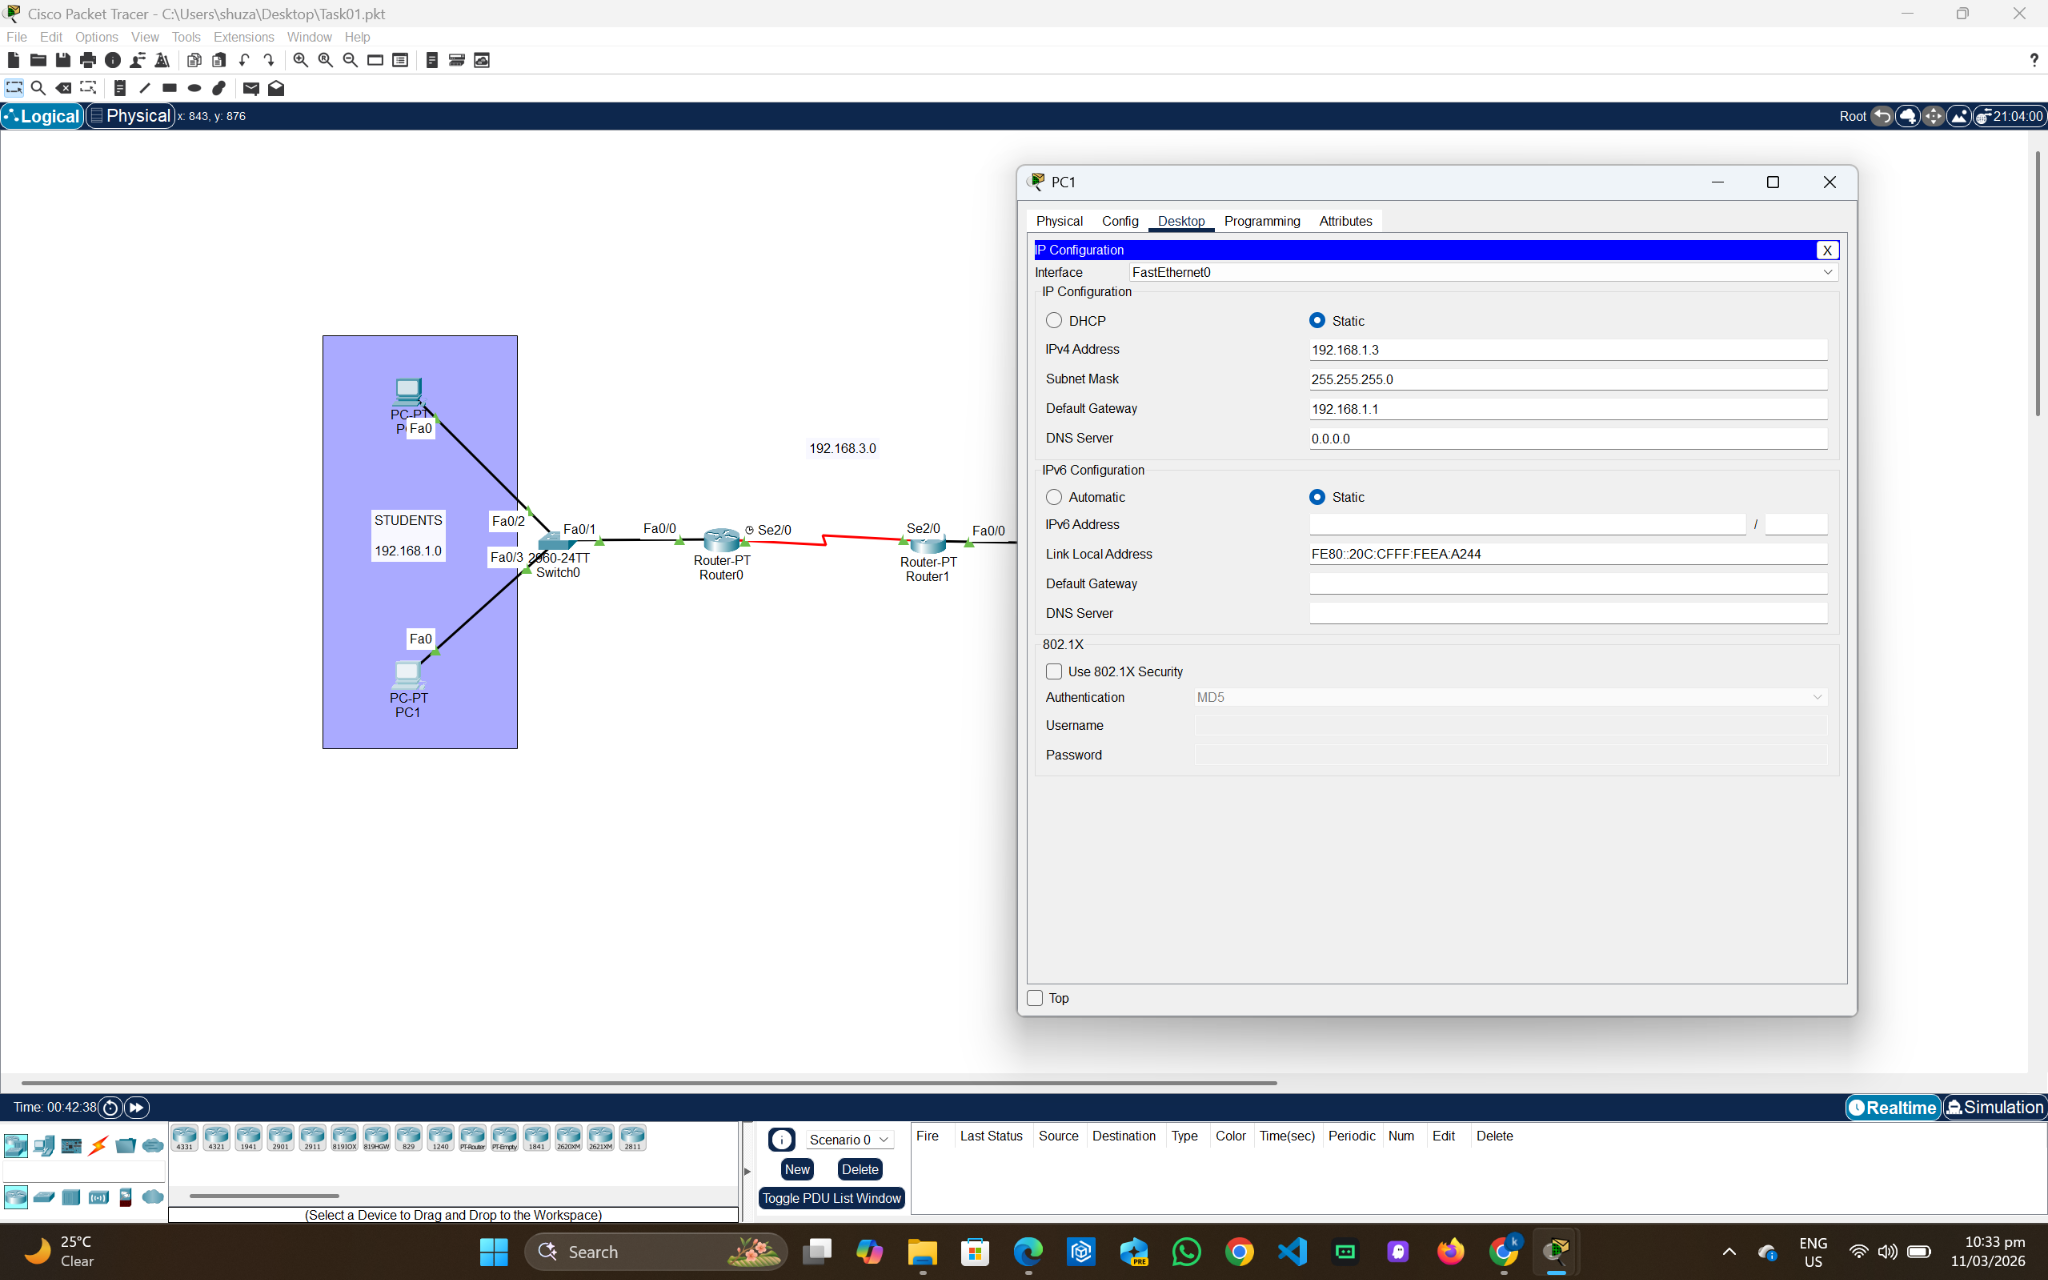 Cisco Packet Tracer - C:\Users\shuza\Desktop\Task01.pkt
File Edit Options View Tools Extensions Window Help
?
Logical Physical x: 843, y: 876 Root 21:04:00
PC1
Physical Config Desktop Programming Attributes
IP Configuration X
Interface FastEthernet0
IP Configuration
DHCP Static
IPv4 Address 192.168.1.3
Subnet Mask 255.255.255.0
Default Gateway 192.168.1.1
DNS Server 0.0.0.0
IPv6 Configuration
Automatic Static
IPv6 Address /
Link Local Address FE80::20C:CFFF:FEEA:A244
Default Gateway
DNS Server
802.1X
Use 802.1X Security
Authentication MD5
Username
Password
Top
PC-PT
Fa0
192.168.3.0
STUDENTS
192.168.1.0
Fa0/2
Fa0/1
Fa0/0
Se2/0
Se2/0
Fa0/0
Fa0/3
2960-24TT
Switch0
Router-PT
Router0
Router-PT
Router1
Fa0
PC-PT
PC1
Time: 00:42:38 Realtime Simulation
4331 4321 1941 2901 2911 819IOX 819HGW 829 1240 PT-Router PT-Empty 1841 2620XM 2621XM 2811
(Select a Device to Drag and Drop to the Workspace)
Scenario 0
New Delete
Toggle PDU List Window
Fire Last Status Source Destination Type Color Time(sec) Periodic Num Edit Delete
25°C
Clear
Search
PRE
k
ENG
US
10:33 pm
11/03/2026